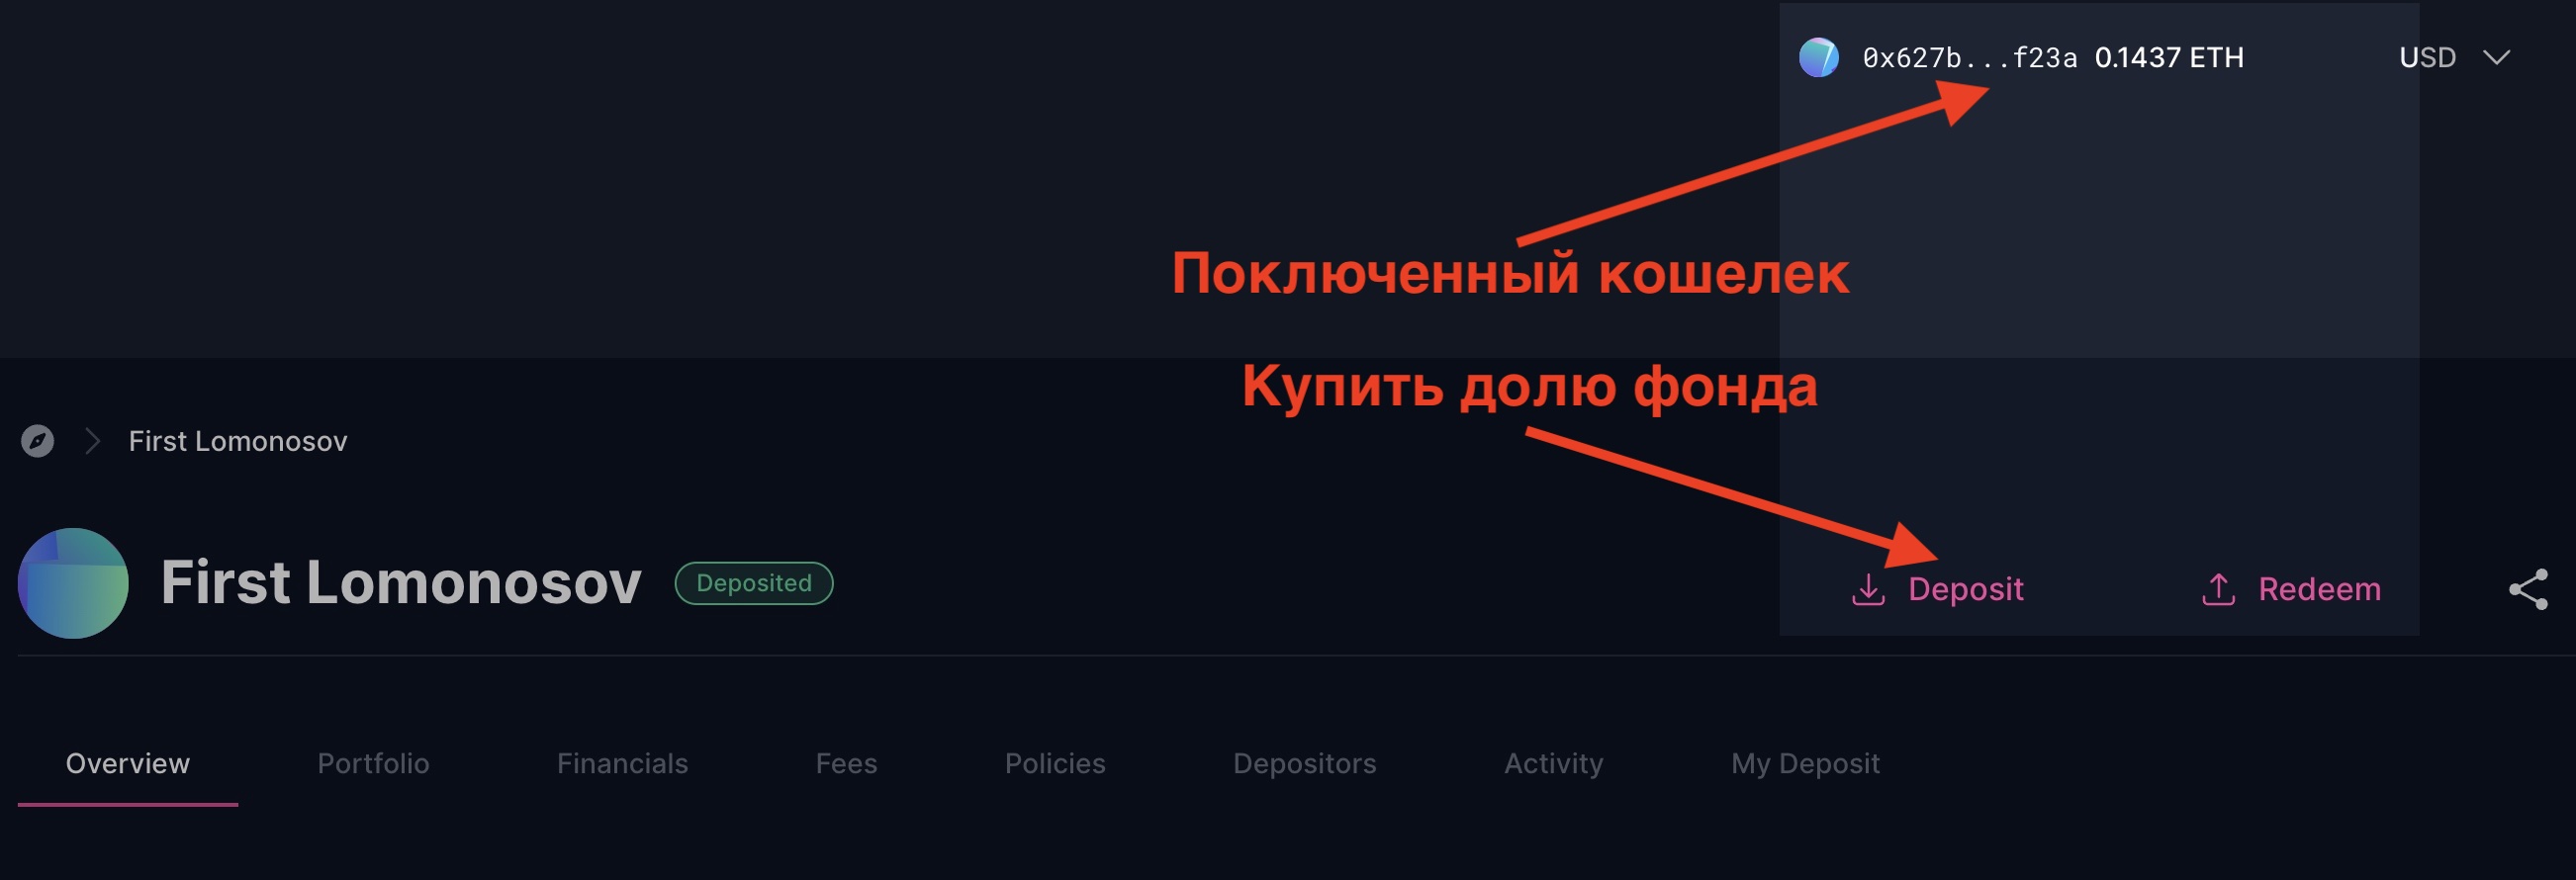 0x627b...f23a 0.1437 ETH USD
Поключенный кошелек
Купить долю фонда
First Lomonosov
First Lomonosov Deposited
Deposit Redeem
Overview Portfolio Financials Fees Policies Depositors Activity My Deposit